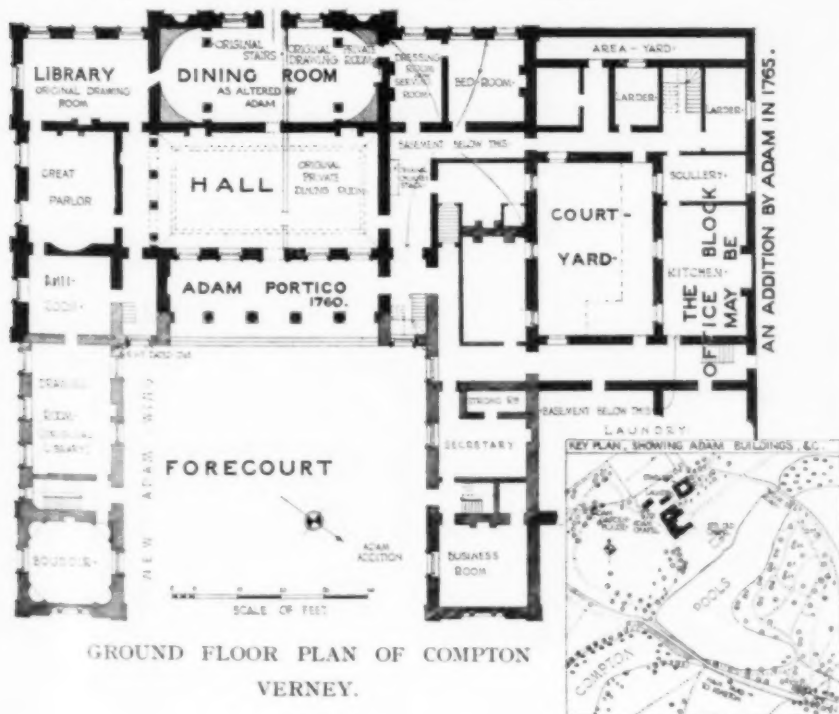 LIBRARY
ORIGINAL DRAWING
ROOM
ORIGINAL
STAIRS
ORIGINAL PRIVATE
DRAWING ROOM
DINING ROOM
AS ALTERED BY
ADAM
DRESSING
ROOM
SERVICE
ROOM
BED-ROOM
AREA-YARD
LARDER
LARDER
GREAT
PARLOR
HALL
ORIGINAL
PRIVATE
DINING ROOM
BASEMENT BELOW THIS
COURT-
YARD
SCULLERY
KITCHEN
THE
OFFICE BLOCK
MAY BE
AN ADDITION BY ADAM IN 1765.
ROOM
ADAM PORTICO
1760.
DRAWING
ROOM
(ORIGINAL
LIBRARY)
NEW ADAM WING
FORECOURT
ADAM
ADDITION
STRONG RM
SECRETARY
BASEMENT BELOW THIS
LAUNDRY
BUSINESS
ROOM
BOUDOIR
SCALE OF FEET
KEY PLAN, SHOWING ADAM BUILDINGS, &C.
POOLS
COMPTON
GROUND FLOOR PLAN OF COMPTON
VERNEY.